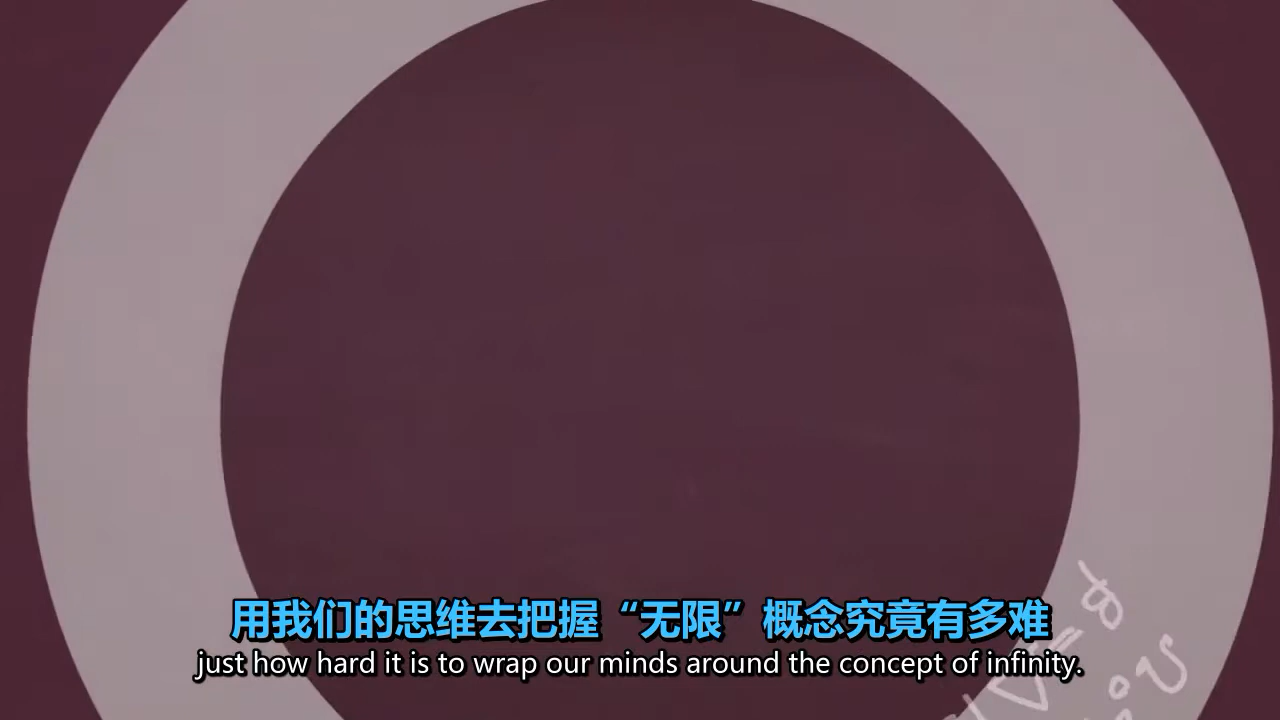 用我们的思维去把握“无限”概念究竟有多难
just how hard it is to wrap our minds around the concept of infinity.